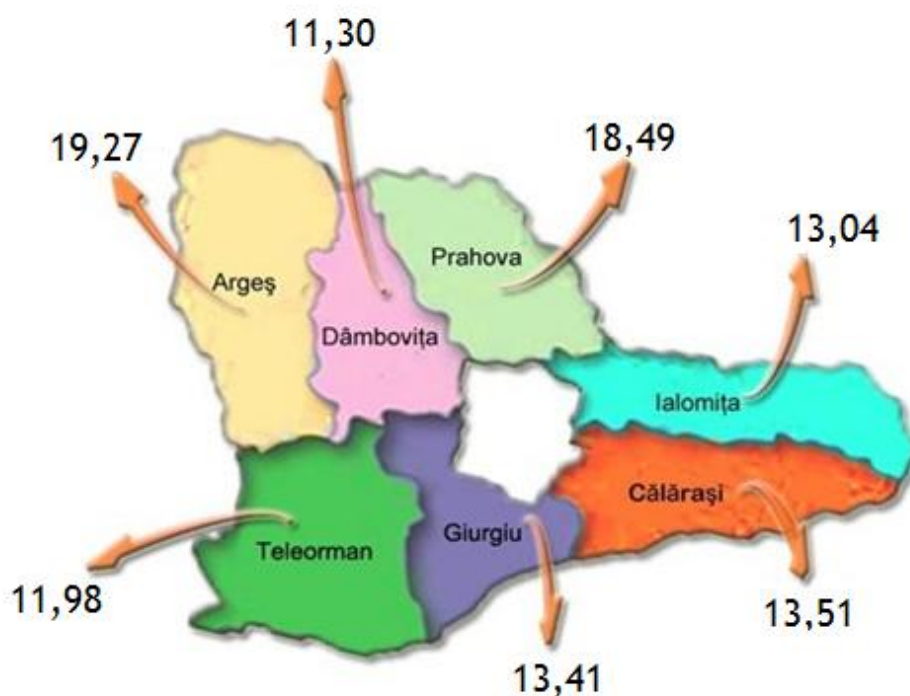 11,30
19,27
18,49
13,04
Prahova
Argeş
Dâmbovița
Ialomița
Călăraşi
Giurgiu
Teleorman
11,98
13,51
13,41